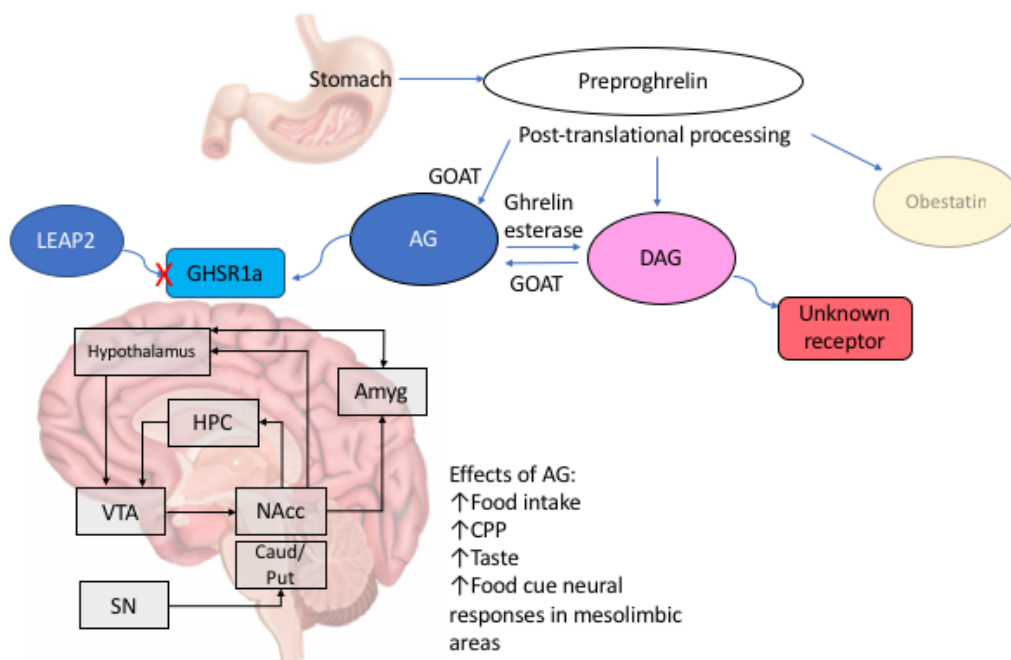 Stomach
Preproghrelin
Post-translational processing
GOAT
Obestatin
Ghrelin
esterase
LEAP2
AG
DAG
GHSR1a
GOAT
Unknown
receptor
Hypothalamus
Amyg
HPC
VTA
NAcc
Caud/
Put
SN
Effects of AG:
↑Food intake
↑CPP
↑Taste
↑Food cue neural
responses in mesolimbic
areas